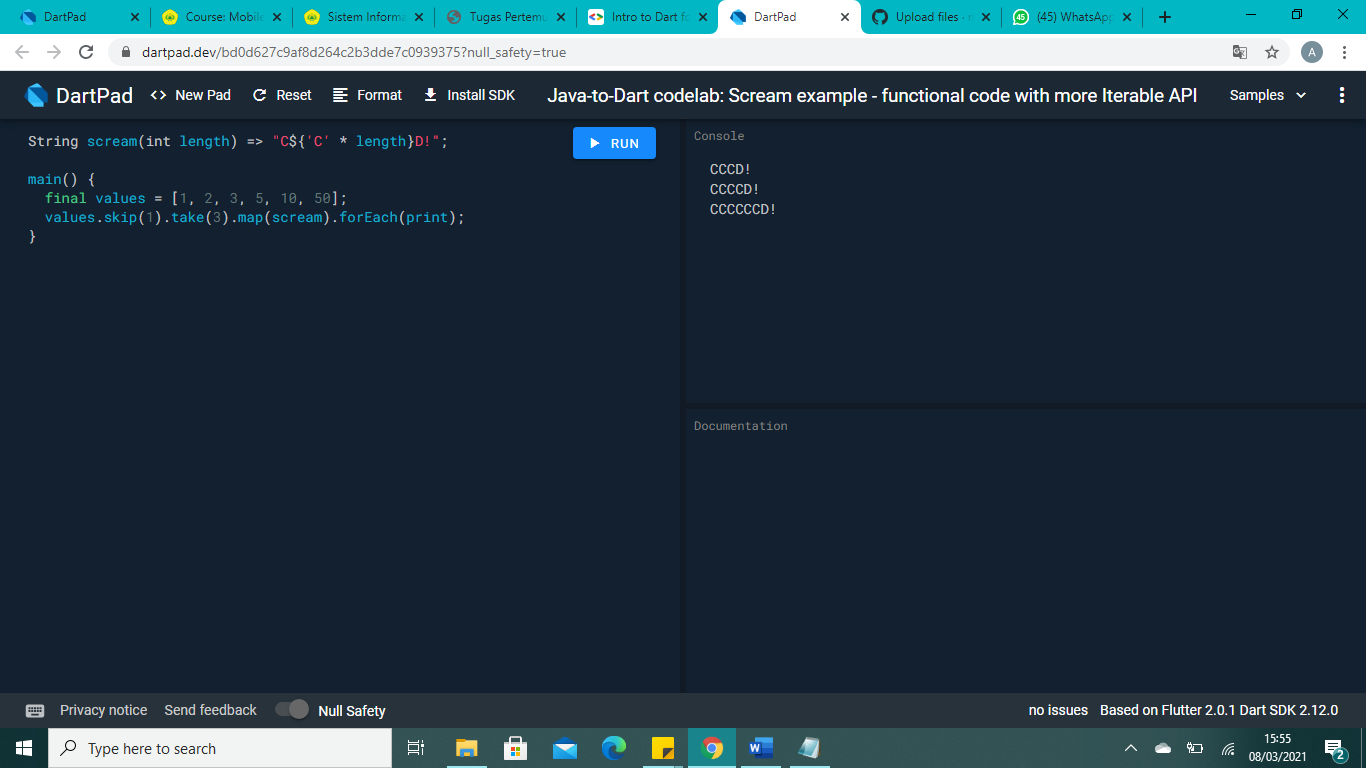 DartPad
Course: Mobile
Sistem Informa
Tugas Pertemu
Intro to Dart fo
DartPad
Upload files ·
(45) WhatsApp
dartpad.dev/bd0d627c9af8d264c2b3dde7c0939375?null_safety=true
A
DartPad
<> New Pad
Reset
Format
Install SDK
Java-to-Dart codelab: Scream example - functional code with more Iterable API
Samples
String scream(int length) => "C${'C' * length}D!";
main() {
final values = [1, 2, 3, 5, 10, 50];
values.skip(1).take(3).map(scream).forEach(print);
}
RUN
Console
CCCD!
CCCCD!
CCCCCCD!
Documentation
Privacy notice
Send feedback
Null Safety
no issues
Based on Flutter 2.0.1 Dart SDK 2.12.0
Type here to search
15:55
08/03/2021
2